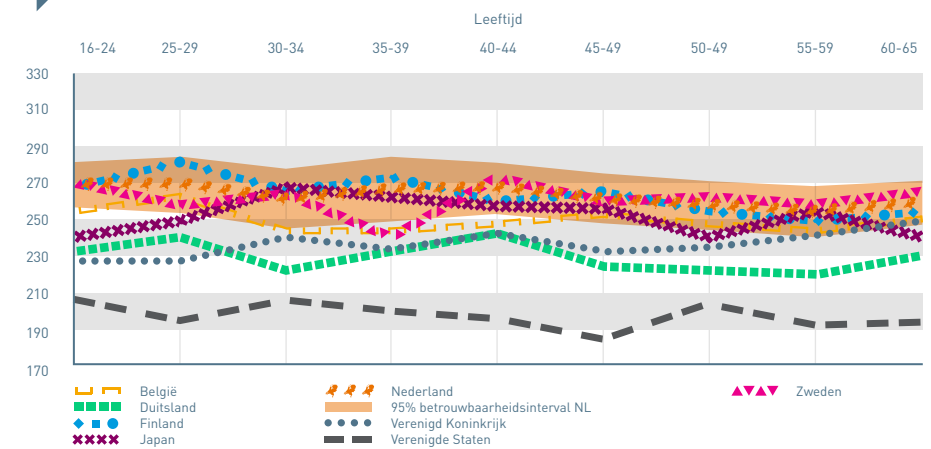 Leeftijd
16-24 25-29 30-34 35-39 40-44 45-49 50-49 55-59 60-65
330
310
290
270
250
230
210
190
170
België Nederland Zweden
Duitsland 95% betrouwbaarheidsinterval NL
Finland Verenigd Koninkrijk
Japan Verenigde Staten